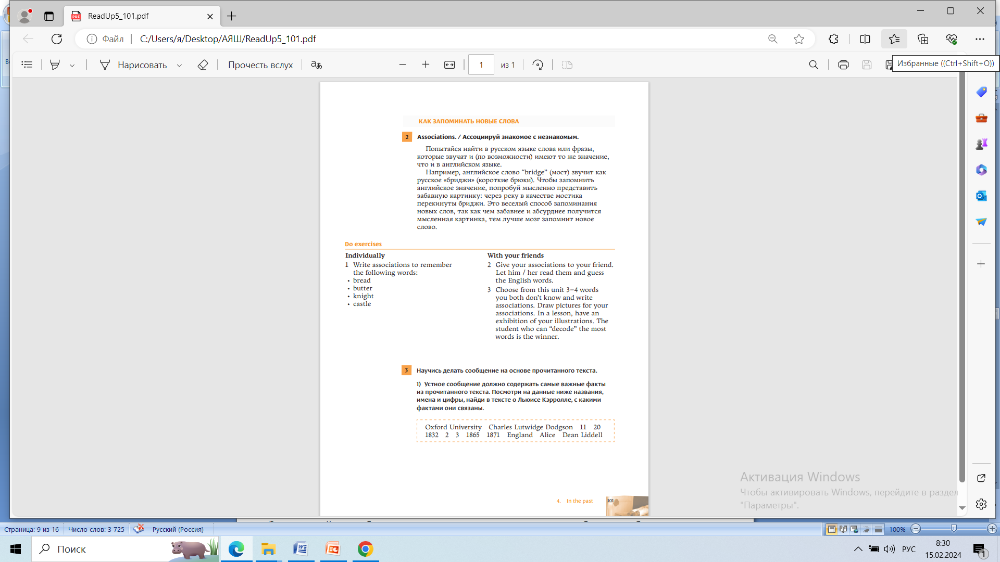 ReadUp5_101.pdf
Файл
C:/Users/я/Desktop/АЯШ/ReadUp5_101.pdf
Нарисовать
Прочесть вслух
1
из 1
Избранные ((Ctrl+Shift+O))
КАК ЗАПОМИНАТЬ НОВЫЕ СЛОВА
2 Associations. / Ассоциируй знакомое с незнакомым.
Попытайся найти в русском языке слова или фразы,
которые звучат и (по возможности) имеют то же значение,
что и в английском языке.
Например, английское слово “bridge” (мост) звучит как
русское «бриджи» (короткие брюки). Чтобы запомнить
английское значение, попробуй мысленно представить
забавную картинку: через реку в качестве мостика
перекинуты бриджи. Это веселый способ запоминания
новых слов, так как чем забавнее и абсурднее получится
мысленная картинка, тем лучше мозг запомнит новое
слово.
Do exercises
Individually
1 Write associations to remember
the following words:
• bread
• butter
• knight
• castle
With your friends
2 Give your associations to your friend.
Let him / her read them and guess
the English words.
3 Choose from this unit 3–4 words
you both don’t know and write
associations. Draw pictures for your
associations. In a lesson, have an
exhibition of your illustrations. The
student who can “decode” the most
words is the winner.
3 Научись делать сообщение на основе прочитанного текста.
1) Устное сообщение должно содержать самые важные факты
из прочитанного текста. Посмотри на данные ниже названия,
имена и цифры, найди в тексте о Льюисе Кэрролле, с какими
фактами они связаны.
Oxford University Charles Lutwidge Dodgson 11 20
1832 2 3 1865 1871 England Alice Dean Liddell
4. In the past
101
Активация Windows
Чтобы активировать Windows, перейдите в раздел
"Параметры".
Страница: 9 из 16
Число слов: 3 725
Русский (Россия)
100%
Поиск
РУС
8:30
15.02.2024
1